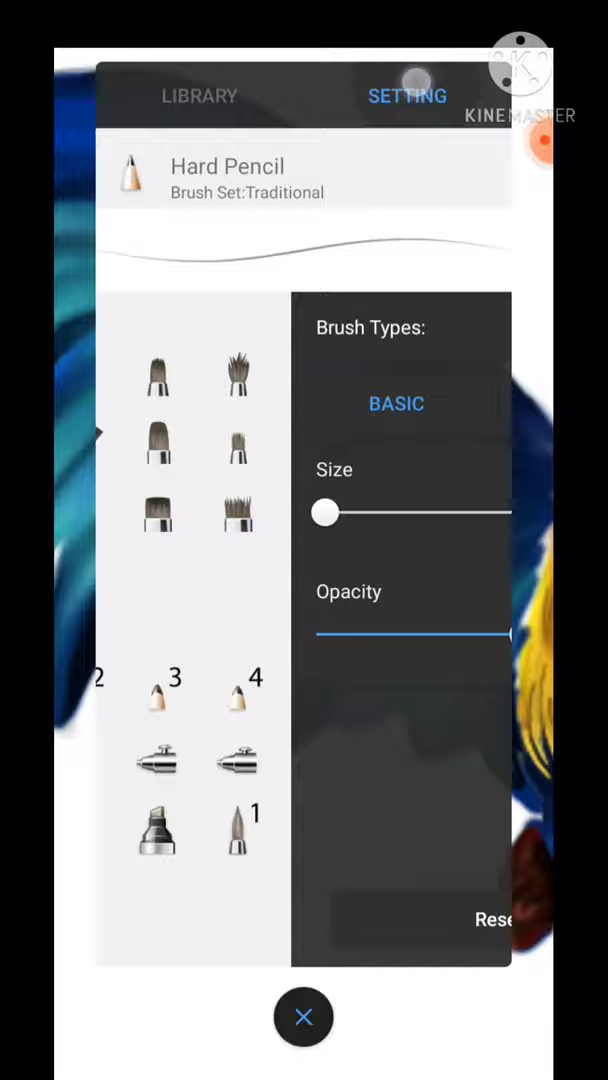 LIBRARY
SETTING
KINEMASTER
Hard Pencil
Brush Set:Traditional
Brush Types:
BASIC
Size
Opacity
2
3
4
1
Rese